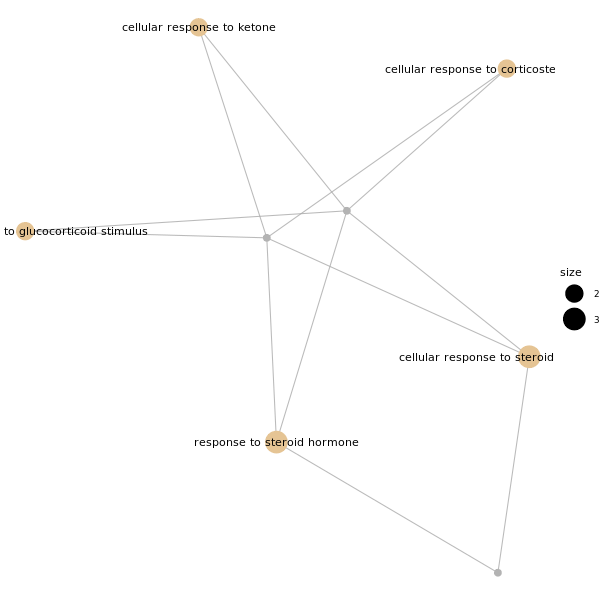 cellular response to ketone
cellular response to corticoste
to glucocorticoid stimulus
size
2
3
cellular response to steroid
response to steroid hormone